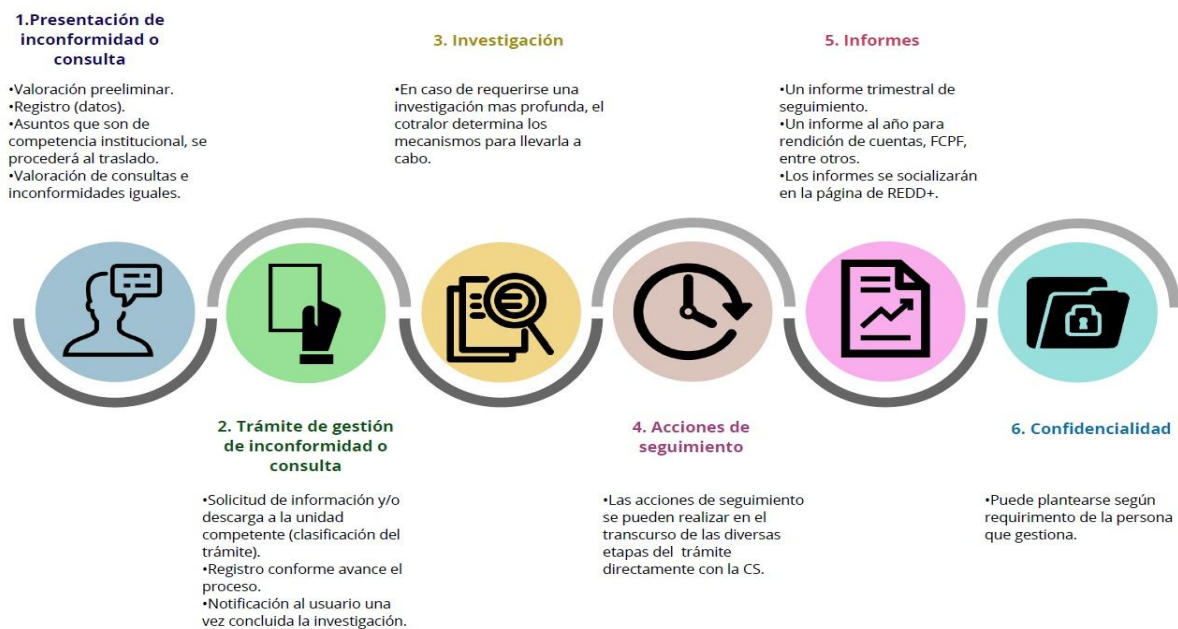 1.Presentación de
inconformidad o
consulta
•Valoración preeliminar.
•Registro (datos).
•Asuntos que son de
competencia institucional, se
procederá al traslado.
•Valoración de consultas e
inconformidades iguales.
2. Trámite de gestión
de inconformidad o
consulta
•Solicitud de información y/o
descarga a la unidad
competente (clasificación del
trámite).
•Registro conforme avance el
proceso.
•Notificación al usuario una
vez concluida la investigación.
3. Investigación
•En caso de requerirse una
investigación mas profunda, el
cotralor determina los
mecanismos para llevarla a
cabo.
4. Acciones de
seguimiento
•Las acciones de seguimiento
se pueden realizar en el
transcurso de las diversas
etapas del trámite
directamente con la CS.
5. Informes
•Un informe trimestral de
seguimiento.
•Un informe al año para
rendición de cuentas, FCPF,
entre otros.
•Los informes se socializarán
en la página de REDD+.
6. Confidencialidad
•Puede plantearse según
requirimento de la persona
que gestiona.